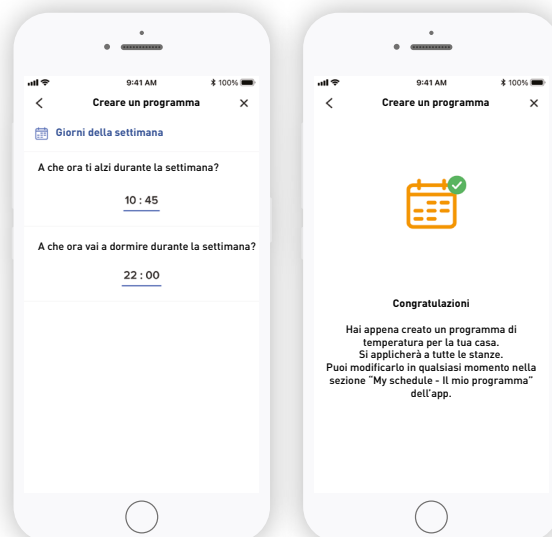 9:41 AM
100%
Creare un programma
Giorni della settimana
A che ora ti alzi durante la settimana?
10 : 45
A che ora vai a dormire durante la settimana?
22 : 00
9:41 AM
100%
Creare un programma
Congratulazioni
Hai appena creato un programma di
temperatura per la tua casa.
Si applicherà a tutte le stanze.
Puoi modificarlo in qualsiasi momento nella
sezione "My schedule - Il mio programma"
dell'app.